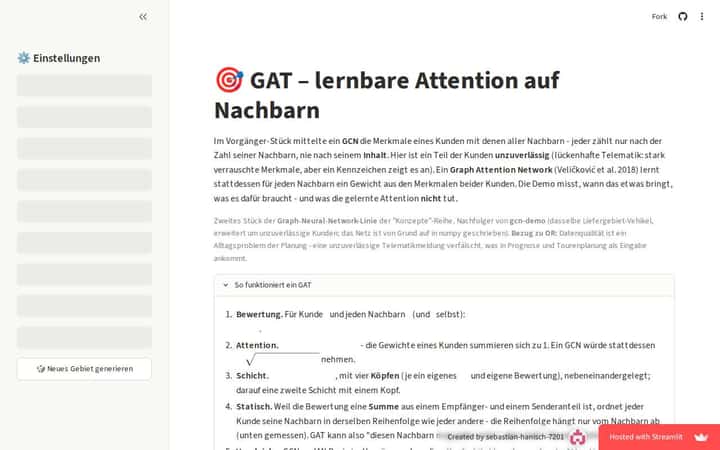 Fork
Einstellungen
GAT – lernbare Attention auf
Nachbarn
Im Vorgänger-Stück mittelte ein GCN die Merkmale eines Kunden mit denen aller Nachbarn - jeder zählt nur nach der
Zahl seiner Nachbarn, nie nach seinem Inhalt. Hier ist ein Teil der Kunden unzuverlässig (lückenhafte Telematik: stark
verrauschte Merkmale, aber ein Kennzeichen zeigt es an). Ein Graph Attention Network (Veličković et al. 2018) lernt
stattdessen für jeden Nachbarn ein Gewicht aus den Merkmalen beider Kunden. Die Demo misst, wann das etwas bringt,
was es dafür braucht - und was die gelernte Attention nicht tut.
Zweites Stück der Graph-Neural-Network-Linie der "Konzepte"-Reihe, Nachfolger von gcn-demo (dasselbe Liefergebiet-Vehikel,
erweitert um unzuverlässige Kunden; das Netz ist von Grund auf in numpy geschrieben). Bezug zu OR: Datenqualität ist ein
Alltagsproblem der Planung - eine unzuverlässige Telematikmeldung verfälscht, was in Prognose und Tourenplanung als Eingabe
ankommt.
So funktioniert ein GAT
1. Bewertung. Für Kunde und jeden Nachbarn (und selbst):
.
2. Attention. - die Gewichte eines Kunden summieren sich zu 1. Ein GCN würde stattdessen
√ nehmen.
3. Schicht. , mit vier Köpfen (je ein eigenes und eigene Bewertung), nebeneinandergelegt;
darauf eine zweite Schicht mit einem Kopf.
4. Statisch. Weil die Bewertung eine Summe aus einem Empfänger- und einem Senderanteil ist, ordnet jeder
Kunde seine Nachbarn in derselben Reihenfolge wie jeder andere - die Reihenfolge hängt nur vom Nachbarn ab
(unten gemessen). GAT kann also "diesen Nachbarn
Neues Gebiet generieren
Created by sebastian-hanisch-7201
Hosted with Streamlit